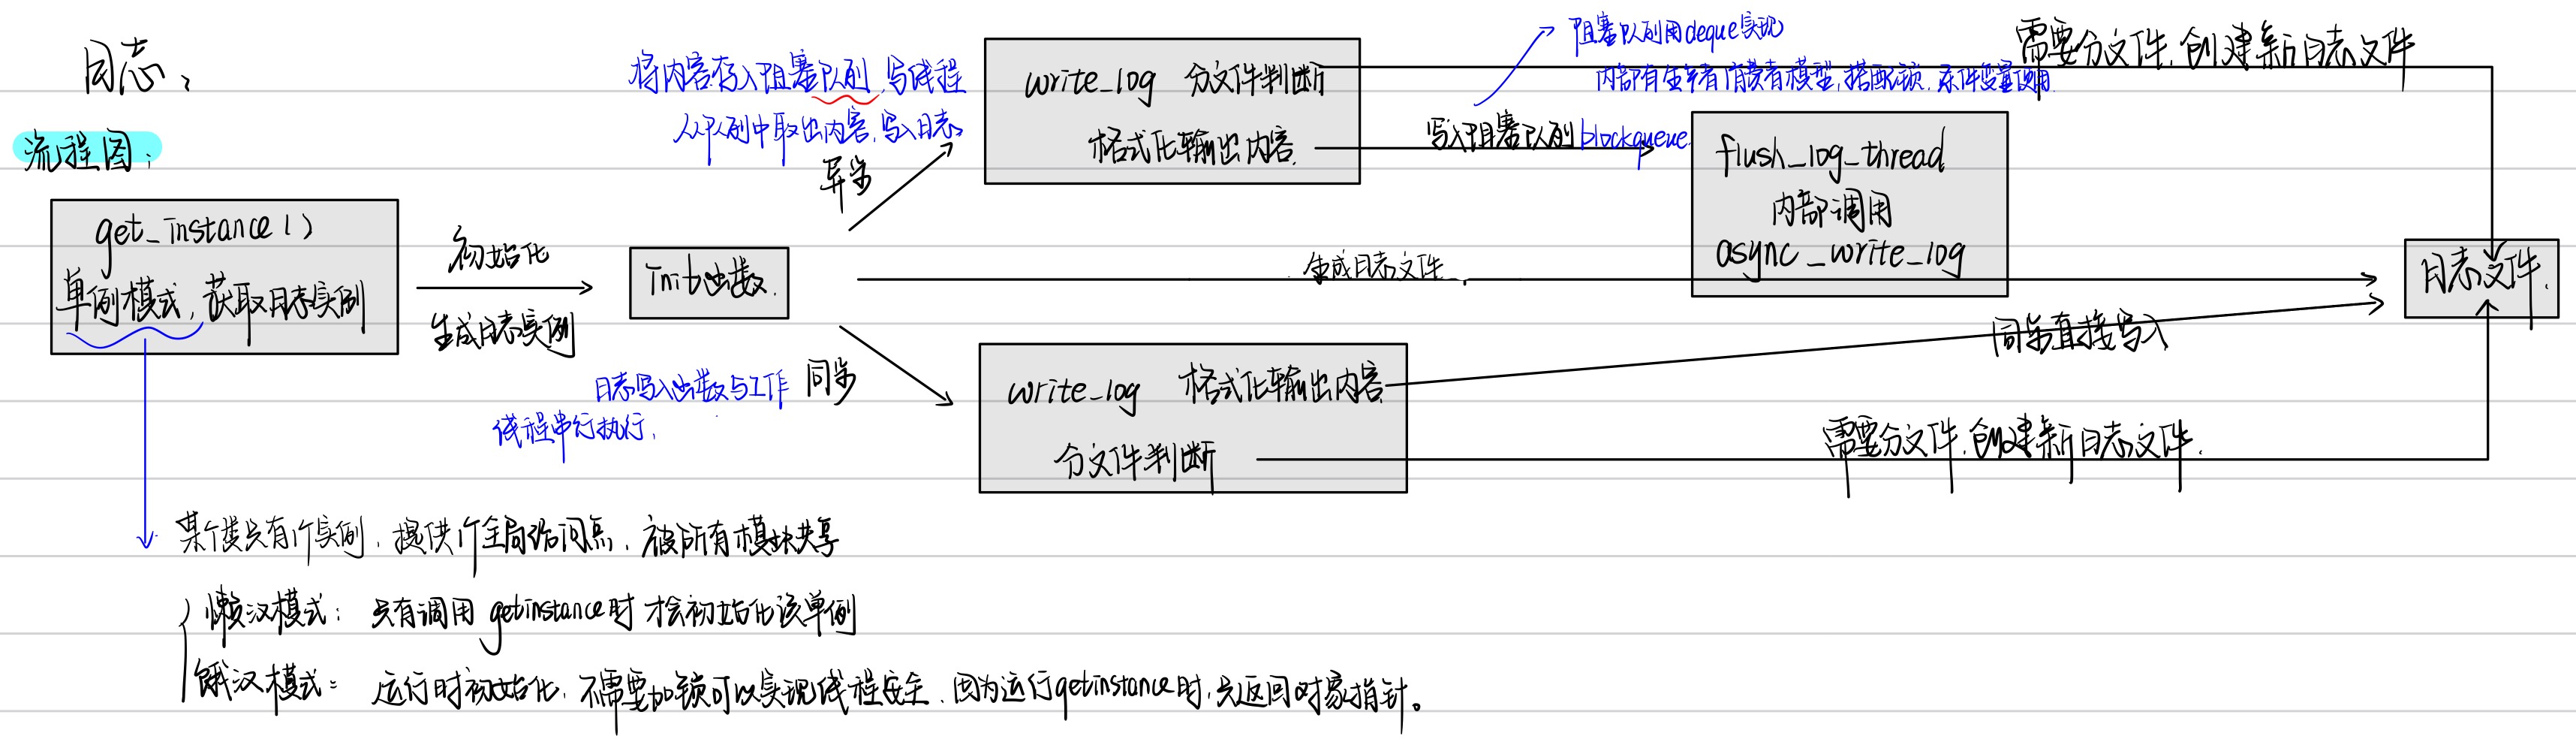 日志、
流程图:
get_instance()
单例模式,获取日志实例
初始化
生成日志实例
init函数.
将内容存入阻塞队列,写线程
从队列中取出内容,写入日志
异步
同步
日志写入函数与工作
线程串行执行.
write_log 分文件判断
格式化输出内容.
阻塞队列用deque实现
内部有生产者消费者模型,搭配锁.条件变量使用
需要分文件,创建新日志文件
写入阻塞队列blockqueue.
flush_log_thread
内部调用
async_write_log
生成日志文件.
日志文件.
同步直接写入
write_log 格式化输出内容
分文件判断
需要分文件,创建新日志文件.
某个类只有1个实例,提供1个全局访问点,被所有模块共享
懒汉模式: 只有调用 getinstance时 才会初始化该单例
饿汉模式: 运行时初始化,不需要加锁可以实现线程安全,因为运行getinstance时,只返回对象指针。